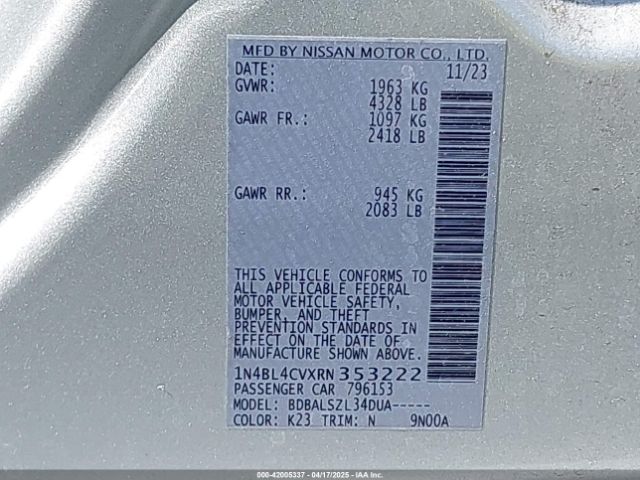 MFD BY NISSAN MOTOR CO., LTD.
DATE: 11/23
GVWR: 1963 KG
4328 LB
GAWR FR.: 1097 KG
2418 LB
GAWR RR.: 945 KG
2083 LB
THIS VEHICLE CONFORMS TO
ALL APPLICABLE FEDERAL
MOTOR VEHICLE SAFETY,
BUMPER, AND THEFT
PREVENTION STANDARDS IN
EFFECT ON THE DATE OF
MANUFACTURE SHOWN ABOVE.
1N4BL4CVXRN353222
PASSENGER CAR 796153
MODEL: BDBALSZL34DUA-----
COLOR: K23 TRIM: N 9N00A
000-42005337 - 04/17/2025 - IAAI.COM